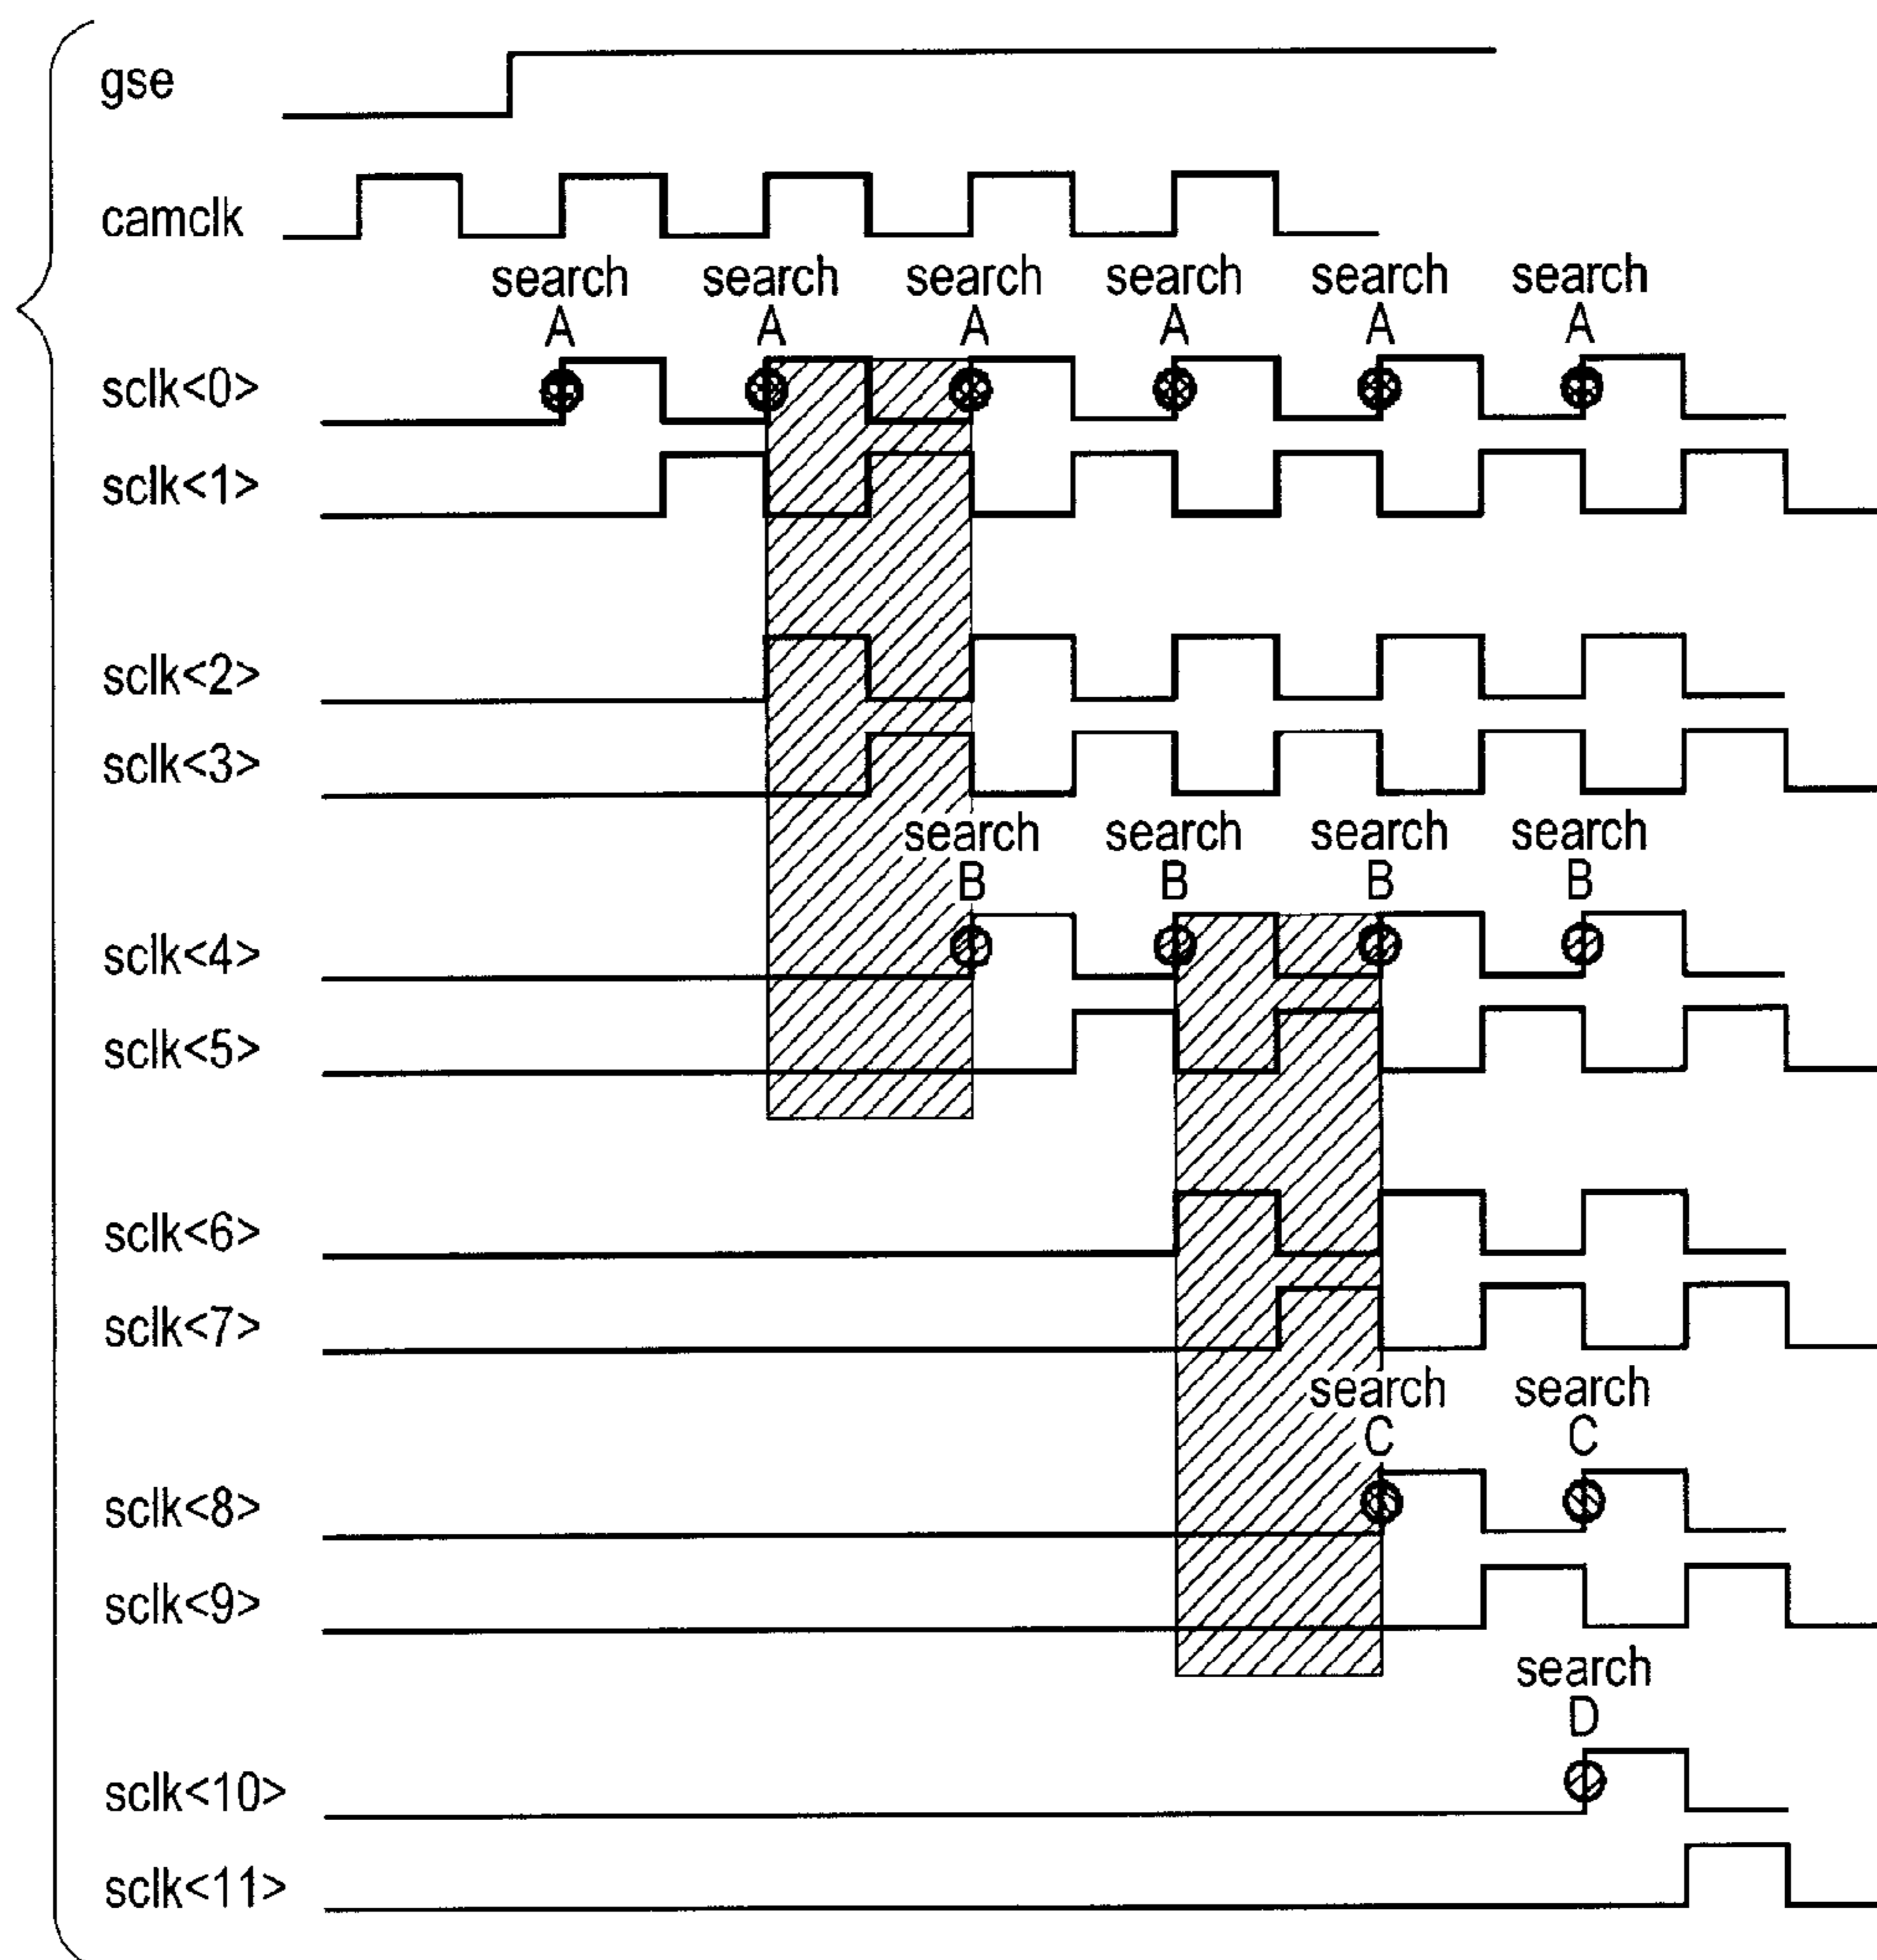 gse
camclk
search search search search search search
A A A A A A
sclk<0>
sclk<1>
sclk<2>
sclk<3>
search search search search
B B B B
sclk<4>
sclk<5>
sclk<6>
sclk<7>
search search
C C
sclk<8>
sclk<9>
search
D
sclk<10>
sclk<11>